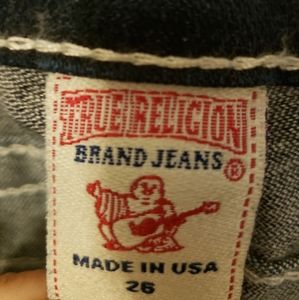 TRUE RELIGION
BRAND JEANS
®
MADE IN USA
26